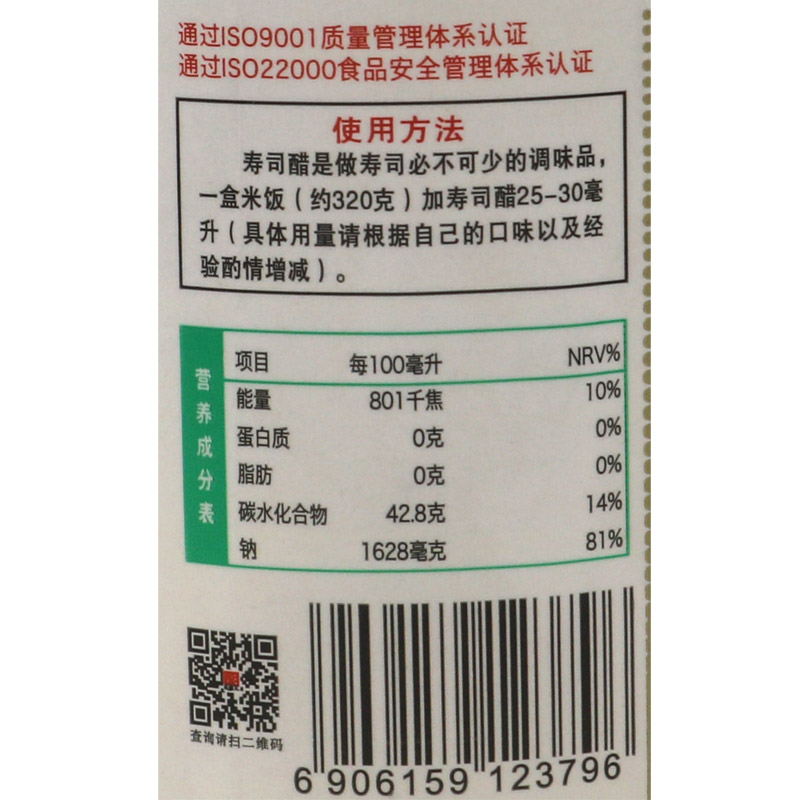 通过ISO9001质量管理体系认证
通过ISO22000食品安全管理体系认证
使用方法
寿司醋是做寿司必不可少的调味品，
一盒米饭（约320克）加寿司醋25-30毫
升（具体用量请根据自己的口味以及经
验酌情增减）。
营养成分表
项目 每100毫升 NRV%
能量 801千焦 10%
蛋白质 0克 0%
脂肪 0克 0%
碳水化合物 42.8克 14%
钠 1628毫克 81%
查询请扫二维码
6 906159 123796